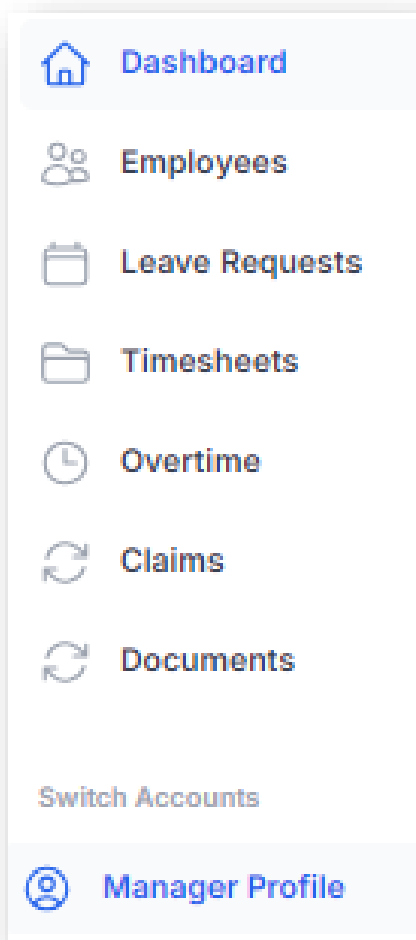 Dashboard
Employees
Leave Requests
Timesheets
Overtime
Claims
Documents
Switch Accounts
Manager Profile